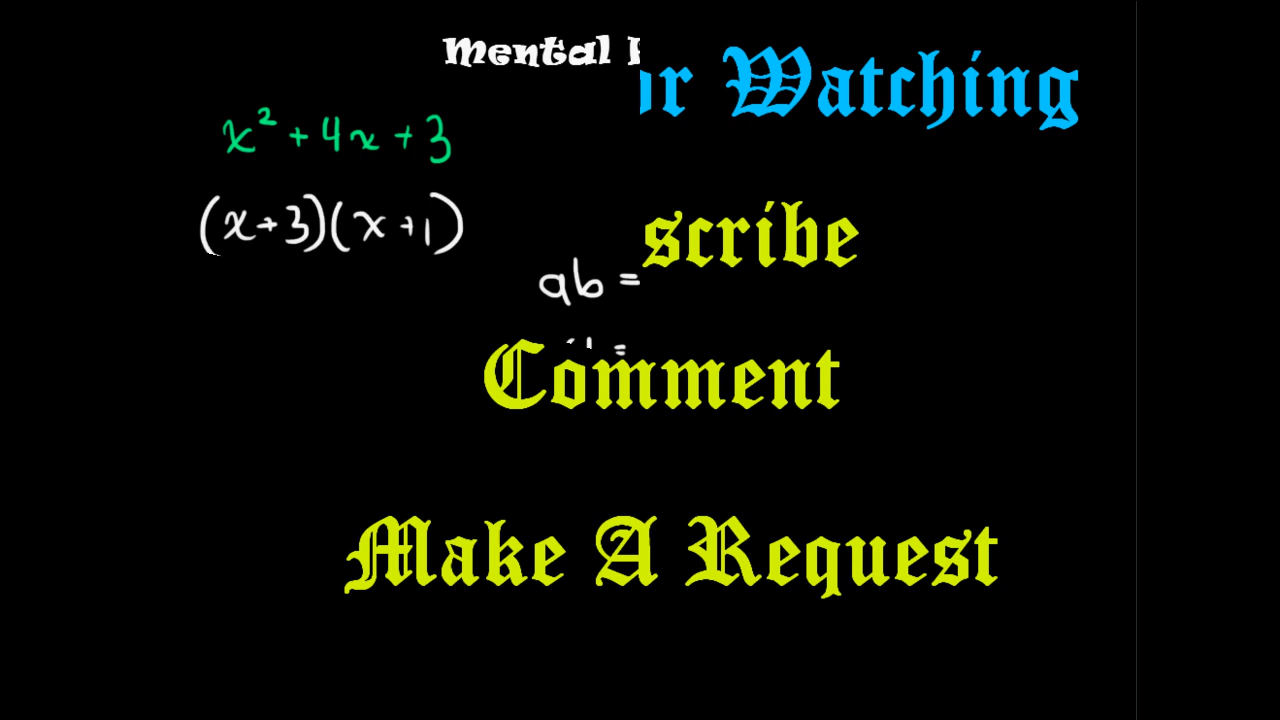 Mental
Watching
x² + 4x + 3
(x+3)(x+1)
scribe
ab =
Comment
Make A Request